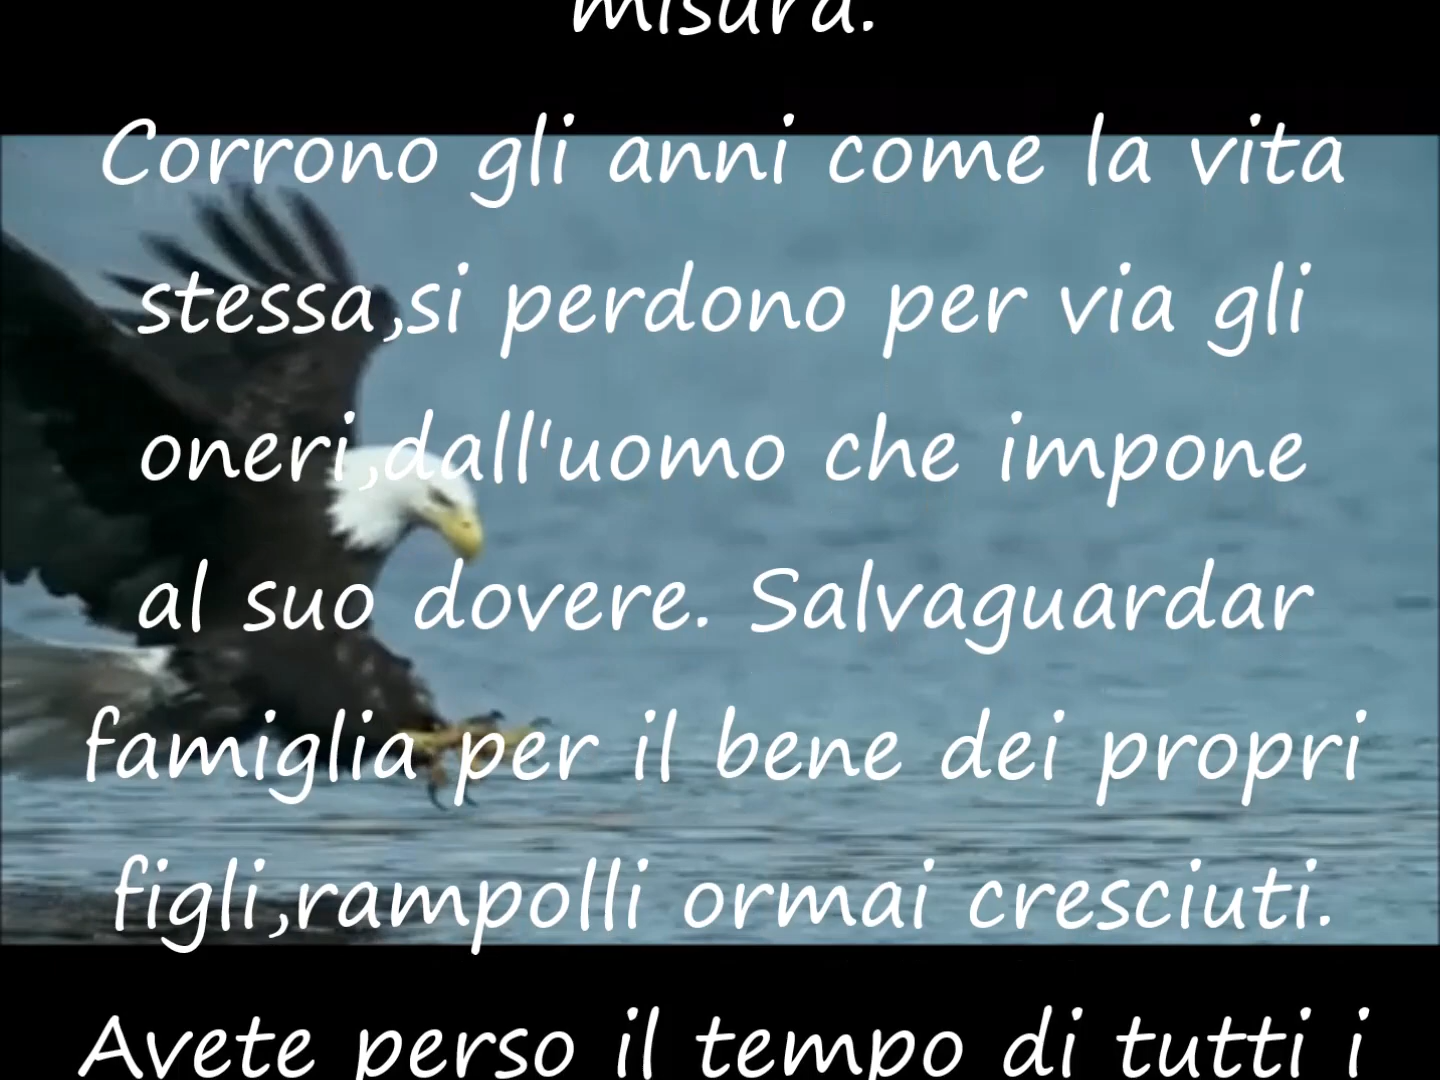 misura.
Corrono gli anni come la vita
stessa,si perdono per via gli
oneri,dall'uomo che impone
al suo dovere. Salvaguardar
famiglia per il bene dei propri
figli,rampolli ormai cresciuti.
Avete perso il tempo di tutti i